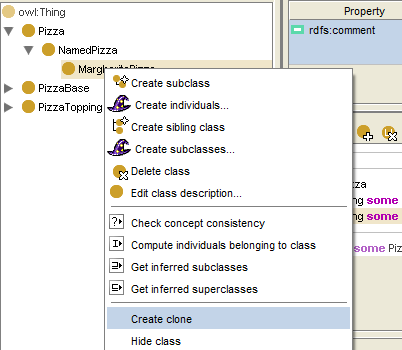 owl:Thing
Pizza
NamedPizza
MargheritaPizza
PizzaBase
PizzaTopping
Property
rdfs:comment
Create subclass
Create individuals...
Create sibling class
Create subclasses...
Delete class
Edit class description...
Check concept consistency
Compute individuals belonging to class
Get inferred subclasses
Get inferred superclasses
Create clone
Hide class
zza
ng some
ng some
some Piz